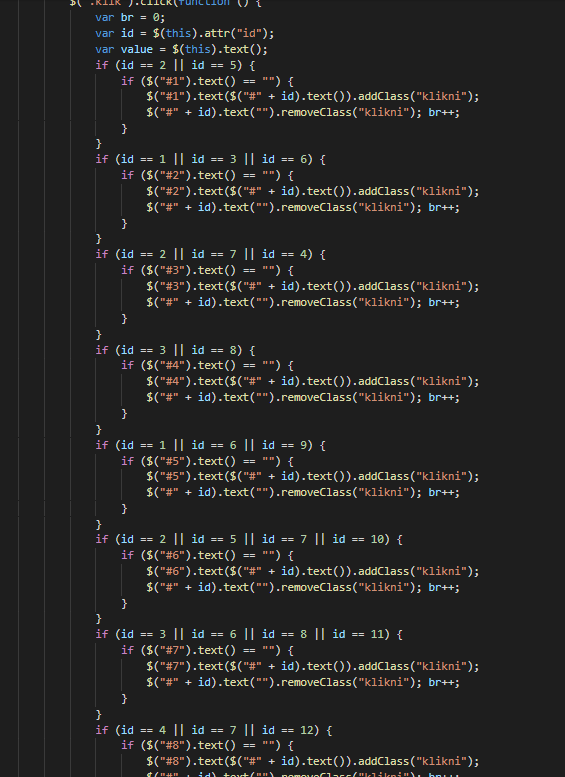 $(".klik").click(function () {
var br = 0;
var id = $(this).attr("id");
var value = $(this).text();
if (id == 2 || id == 5) {
if ($("#1").text() == "") {
$("#1").text($("#" + id).text()).addClass("klikni");
$("#" + id).text("").removeClass("klikni"); br++;
}
}
if (id == 1 || id == 3 || id == 6) {
if ($("#2").text() == "") {
$("#2").text($("#" + id).text()).addClass("klikni");
$("#" + id).text("").removeClass("klikni"); br++;
}
}
if (id == 2 || id == 7 || id == 4) {
if ($("#3").text() == "") {
$("#3").text($("#" + id).text()).addClass("klikni");
$("#" + id).text("").removeClass("klikni"); br++;
}
}
if (id == 3 || id == 8) {
if ($("#4").text() == "") {
$("#4").text($("#" + id).text()).addClass("klikni");
$("#" + id).text("").removeClass("klikni"); br++;
}
}
if (id == 1 || id == 6 || id == 9) {
if ($("#5").text() == "") {
$("#5").text($("#" + id).text()).addClass("klikni");
$("#" + id).text("").removeClass("klikni"); br++;
}
}
if (id == 2 || id == 5 || id == 7 || id == 10) {
if ($("#6").text() == "") {
$("#6").text($("#" + id).text()).addClass("klikni");
$("#" + id).text("").removeClass("klikni"); br++;
}
}
if (id == 3 || id == 6 || id == 8 || id == 11) {
if ($("#7").text() == "") {
$("#7").text($("#" + id).text()).addClass("klikni");
$("#" + id).text("").removeClass("klikni"); br++;
}
}
if (id == 4 || id == 7 || id == 12) {
if ($("#8").text() == "") {
$("#8").text($("#" + id).text()).addClass("klikni");
$("#" + id).text("").removeClass("klikni"); br++;